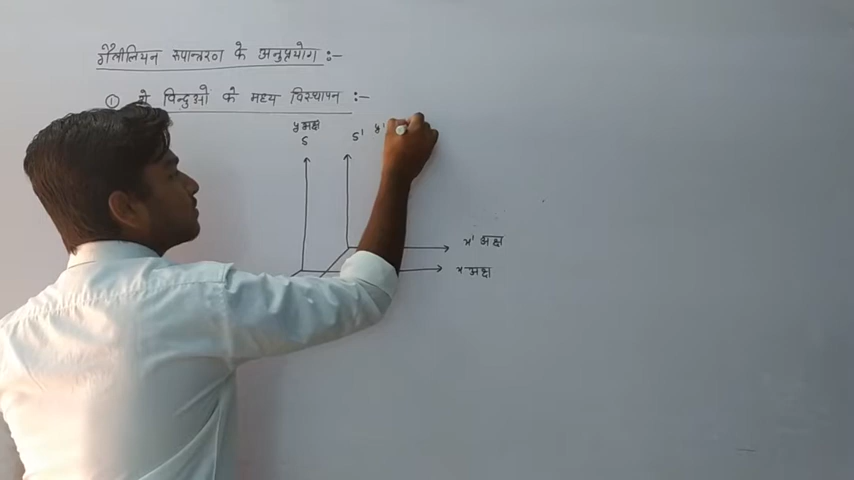 गैलीलियन रुपान्तरण के अनुप्रयोग :-
① विन्दुओ के मध्य विस्थापन :-
y अक्ष
S S' y'
x' अक्ष
x अक्ष